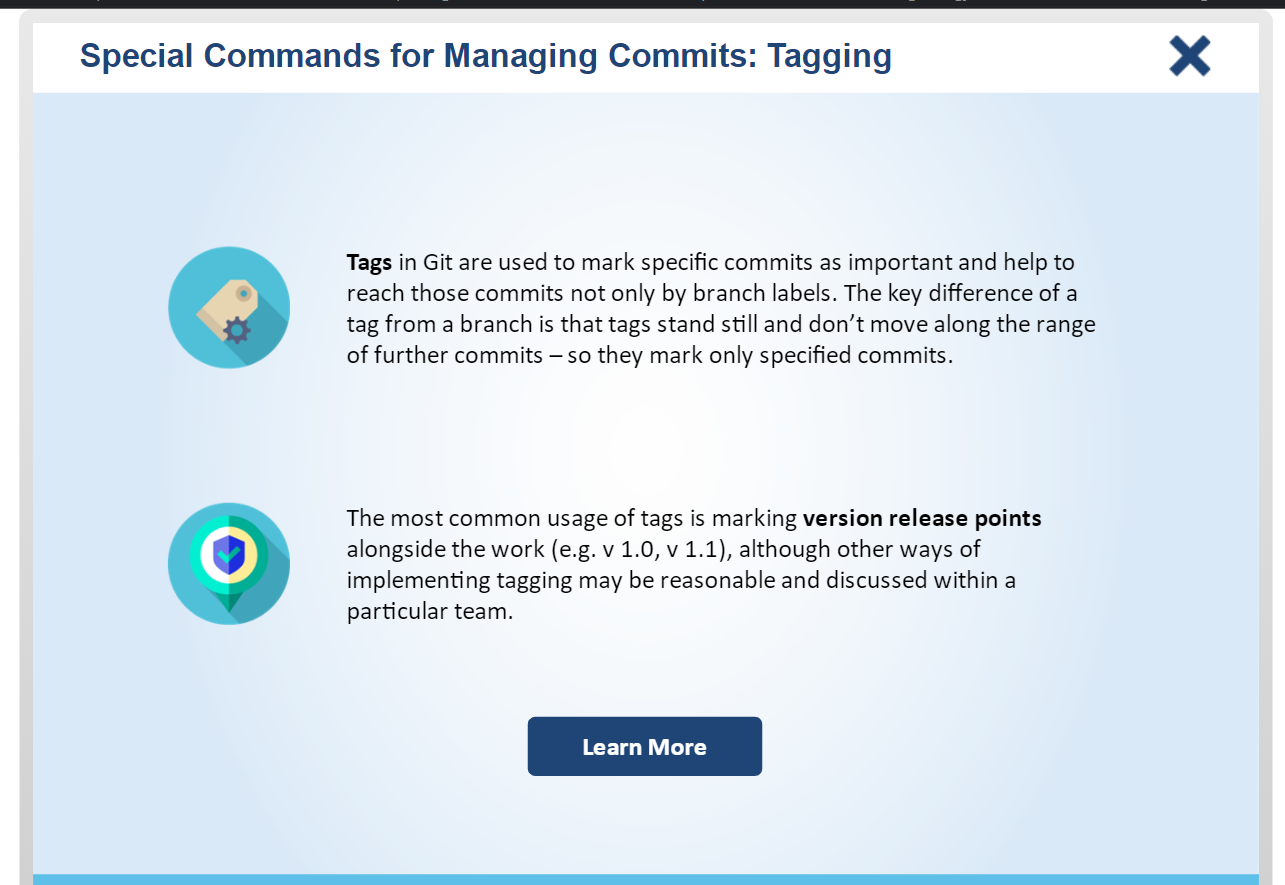 Special Commands for Managing Commits: Tagging
Tags in Git are used to mark specific commits as important and help to
reach those commits not only by branch labels. The key difference of a
tag from a branch is that tags stand still and don’t move along the range
of further commits – so they mark only specified commits.
The most common usage of tags is marking version release points
alongside the work (e.g. v 1.0, v 1.1), although other ways of
implementing tagging may be reasonable and discussed within a
particular team.
Learn More